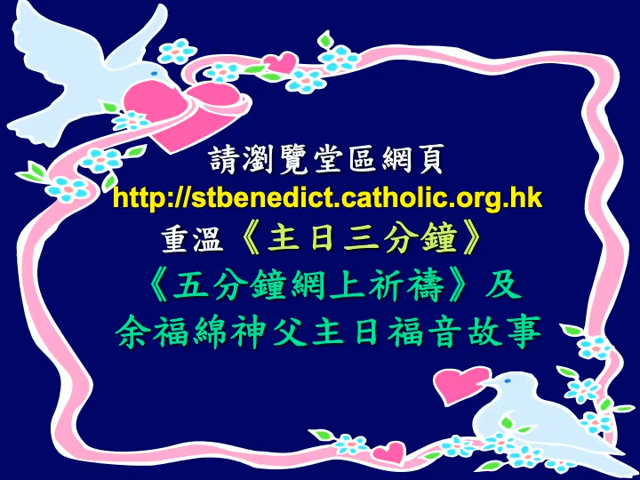 請瀏覽堂區網頁
http://stbenedict.catholic.org.hk
重溫《主日三分鐘》
《五分鐘網上祈禱》及
余福綿神父主日福音故事